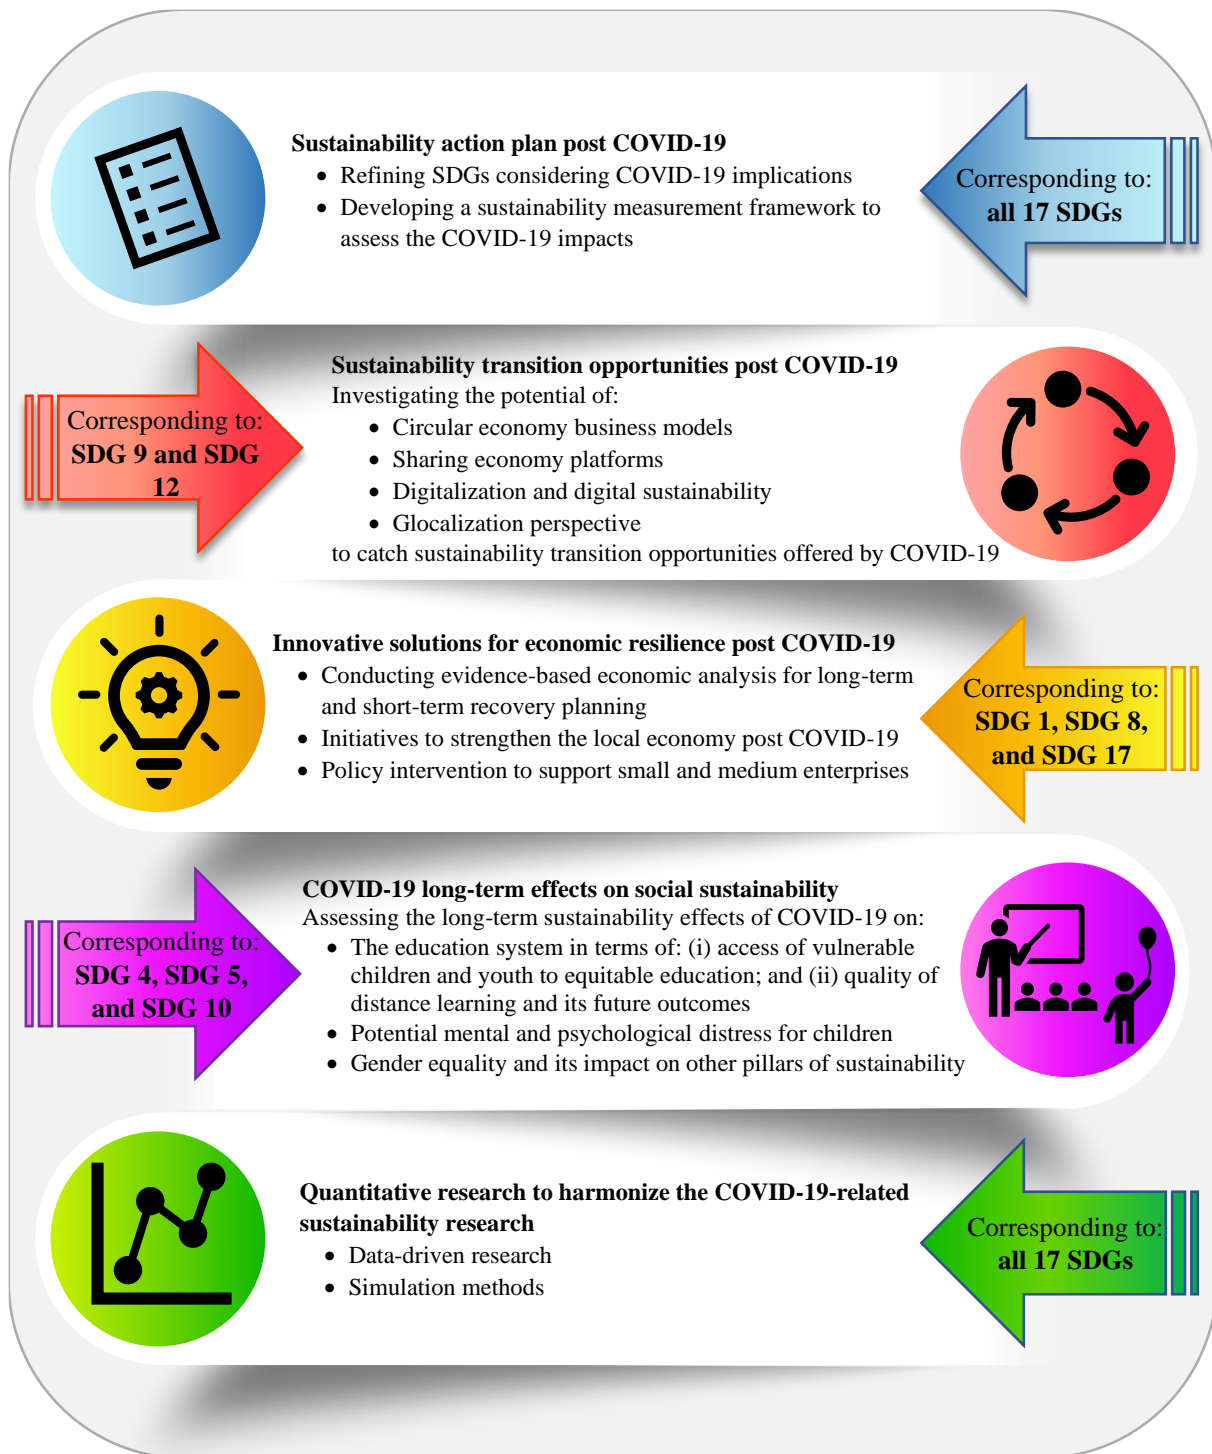 Sustainability action plan post COVID-19
• Refining SDGs considering COVID-19 implications
• Developing a sustainability measurement framework to
assess the COVID-19 impacts
Corresponding to:
all 17 SDGs
Corresponding to:
SDG 9 and SDG
12
Sustainability transition opportunities post COVID-19
Investigating the potential of:
• Circular economy business models
• Sharing economy platforms
• Digitalization and digital sustainability
• Glocalization perspective
to catch sustainability transition opportunities offered by COVID-19
Innovative solutions for economic resilience post COVID-19
• Conducting evidence-based economic analysis for long-term
and short-term recovery planning
• Initiatives to strengthen the local economy post COVID-19
• Policy intervention to support small and medium enterprises
Corresponding to:
SDG 1, SDG 8,
and SDG 17
Corresponding to:
SDG 4, SDG 5,
and SDG 10
COVID-19 long-term effects on social sustainability
Assessing the long-term sustainability effects of COVID-19 on:
• The education system in terms of: (i) access of vulnerable
children and youth to equitable education; and (ii) quality of
distance learning and its future outcomes
• Potential mental and psychological distress for children
• Gender equality and its impact on other pillars of sustainability
Quantitative research to harmonize the COVID-19-related
sustainability research
• Data-driven research
• Simulation methods
Corresponding to:
all 17 SDGs